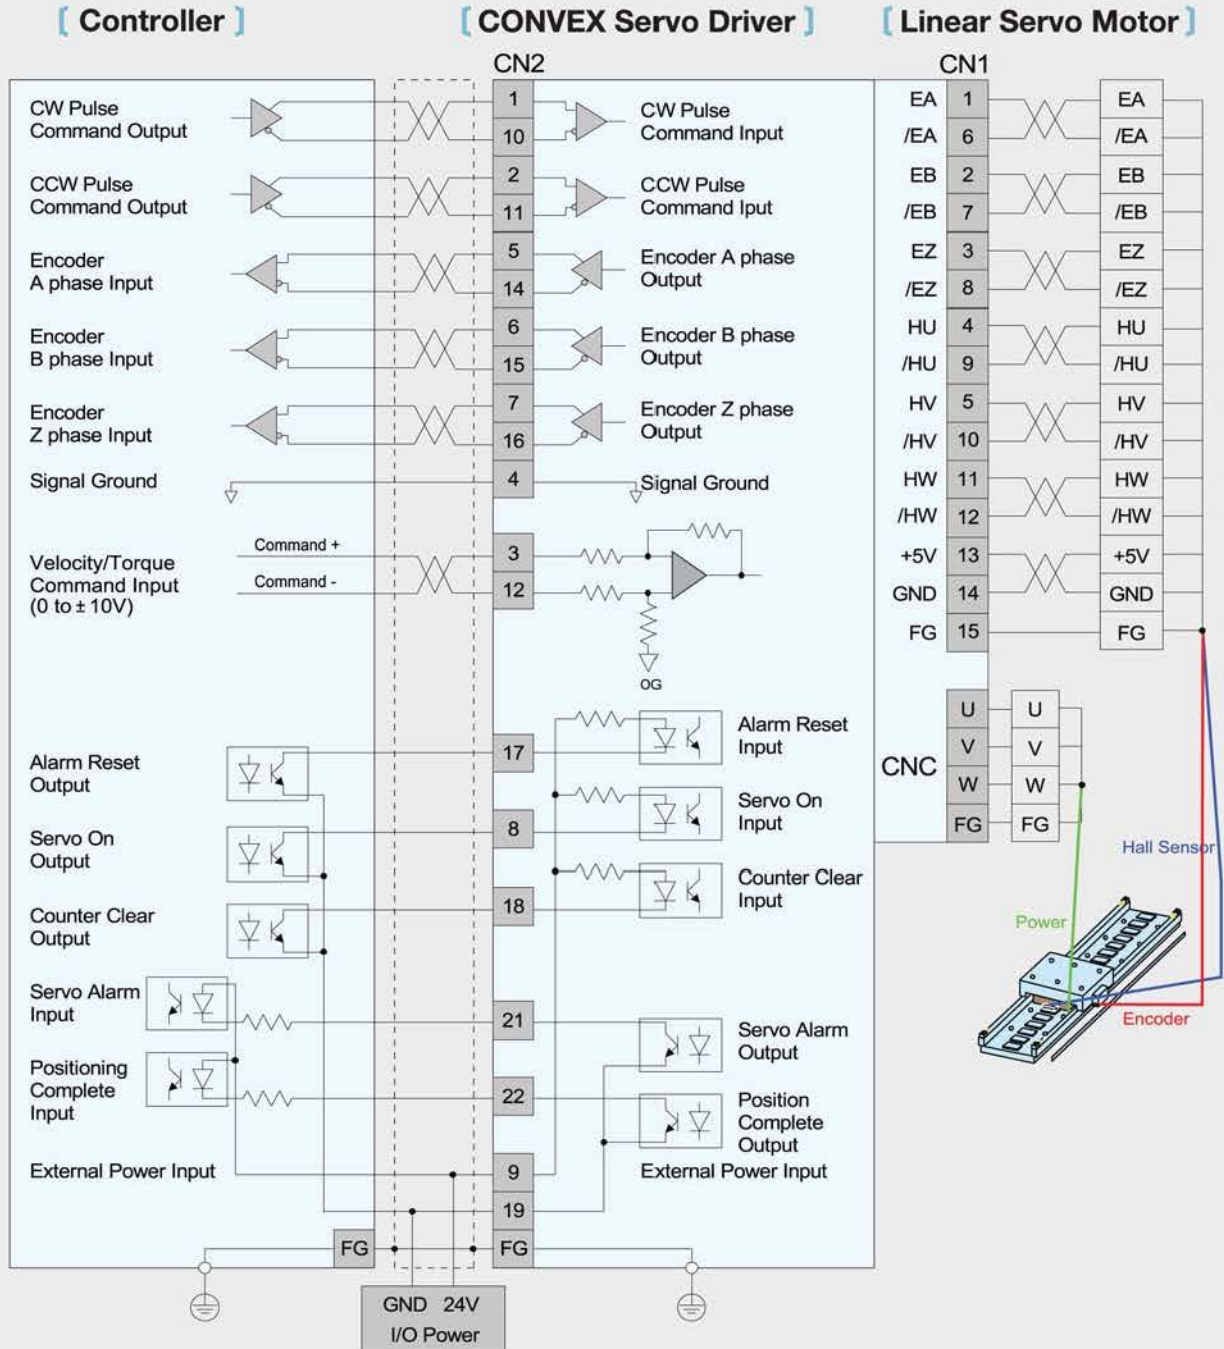 [ Controller ]
[ CONVEX Servo Driver ]
[ Linear Servo Motor ]
CN2
CN1
CW Pulse
Command Output
1
10
CW Pulse
Command Input
CCW Pulse
Command Output
2
11
CCW Pulse
Command Iput
Encoder
A phase Input
5
14
Encoder A phase
Output
Encoder
B phase Input
6
15
Encoder B phase
Output
Encoder
Z phase Input
7
16
Encoder Z phase
Output
Signal Ground
4
Signal Ground
Velocity/Torque
Command Input
(0 to ± 10V)
Command +
Command -
3
12
OG
Alarm Reset
Output
17
Alarm Reset
Input
Servo On
Output
8
Servo On
Input
Counter Clear
Output
18
Counter Clear
Input
Servo Alarm
Input
21
Servo Alarm
Output
Positioning
Complete
Input
22
Position
Complete
Output
External Power Input
9
External Power Input
19
FG
FG
GND 24V
I/O Power
EA 1 EA
/EA 6 /EA
EB 2 EB
/EB 7 /EB
EZ 3 EZ
/EZ 8 /EZ
HU 4 HU
/HU 9 /HU
HV 5 HV
/HV 10 /HV
HW 11 HW
/HW 12 /HW
+5V 13 +5V
GND 14 GND
FG 15 FG
CNC
U U
V V
W W
FG FG
Hall Sensor
Power
Encoder